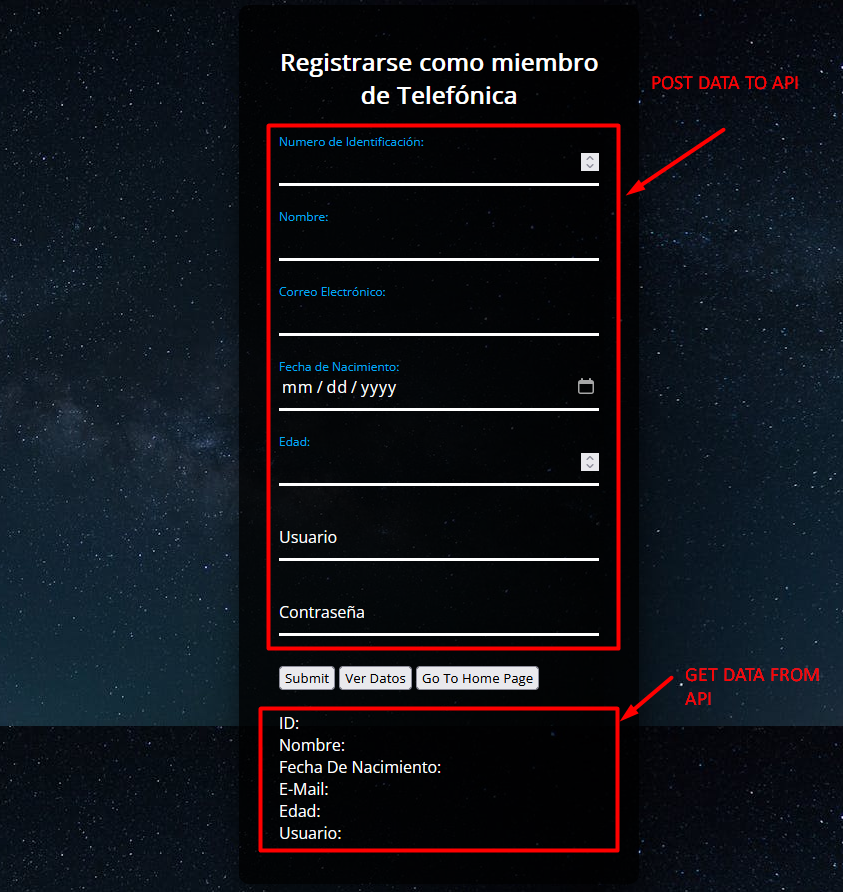 Registrarse como miembro
de Telefónica
POST DATA TO API
Numero de Identificación:
Nombre:
Correo Electrónico:
Fecha de Nacimiento:
mm / dd / yyyy
Edad:
Usuario
Contraseña
Submit Ver Datos Go To Home Page
GET DATA FROM
API
ID:
Nombre:
Fecha De Nacimiento:
E-Mail:
Edad:
Usuario: